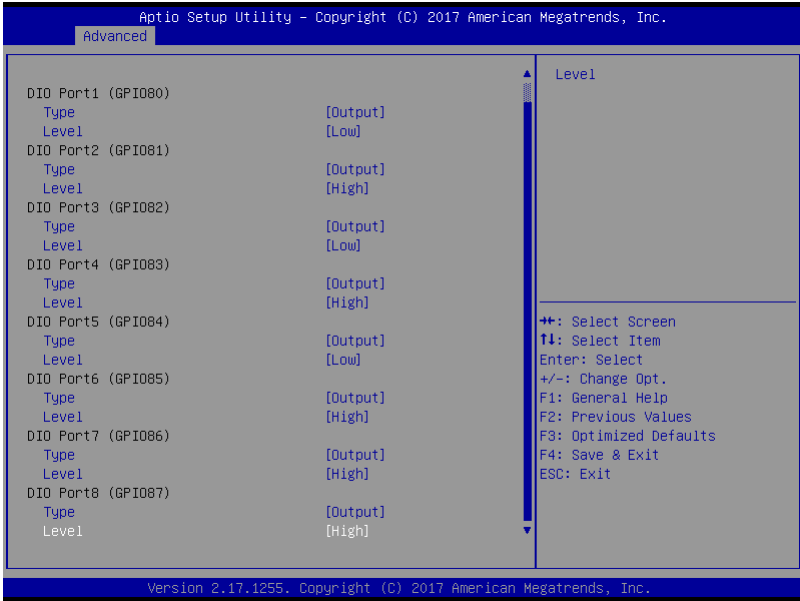 Aptio Setup Utility – Copyright (C) 2017 American Megatrends, Inc.
Advanced
DIO Port1 (GPIO80)
Type [Output]
Level [Low]
DIO Port2 (GPIO81)
Type [Output]
Level [High]
DIO Port3 (GPIO82)
Type [Output]
Level [Low]
DIO Port4 (GPIO83)
Type [Output]
Level [High]
DIO Port5 (GPIO84)
Type [Output]
Level [Low]
DIO Port6 (GPIO85)
Type [Output]
Level [High]
DIO Port7 (GPIO86)
Type [Output]
Level [High]
DIO Port8 (GPIO87)
Type [Output]
Level [High]
Level
→←: Select Screen
↑↓: Select Item
Enter: Select
+/-: Change Opt.
F1: General Help
F2: Previous Values
F3: Optimized Defaults
F4: Save & Exit
ESC: Exit
Version 2.17.1255. Copyright (C) 2017 American Megatrends, Inc.